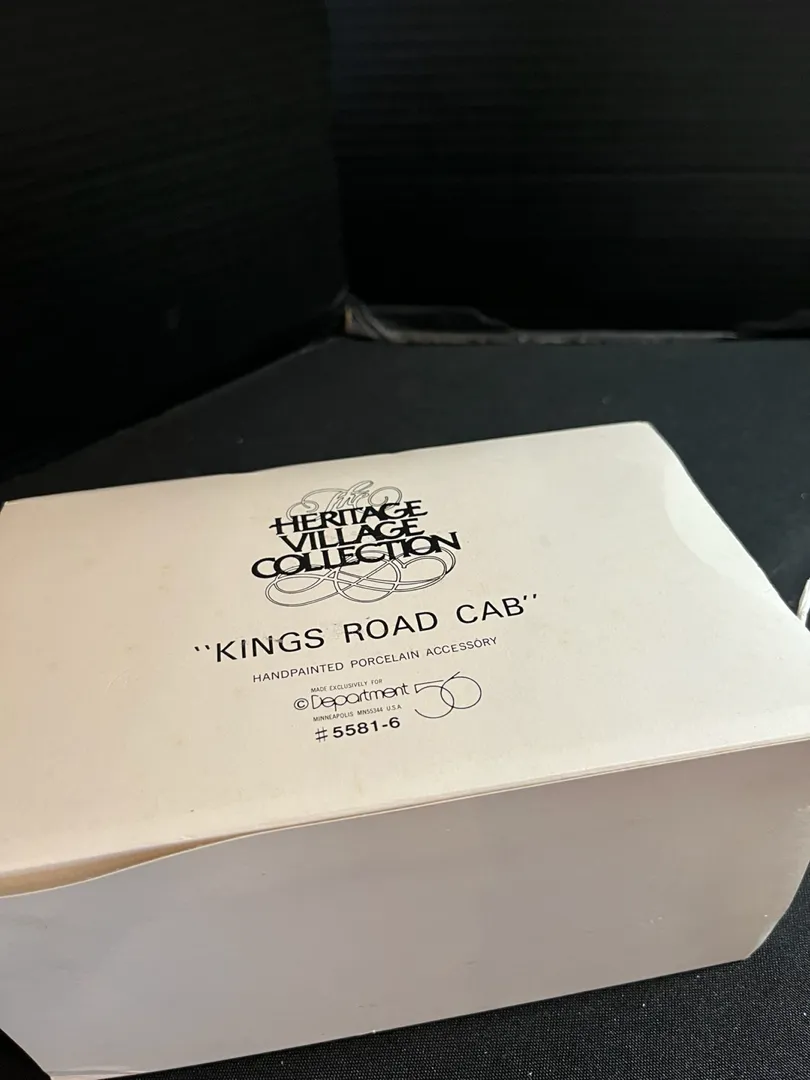 The
HERITAGE
VILLAGE
COLLECTION
"KINGS ROAD CAB"
HANDPAINTED PORCELAIN ACCESSORY
MADE EXCLUSIVELY FOR
© Department 56
MINNEAPOLIS MN55344 U.S.A.
#5581-6